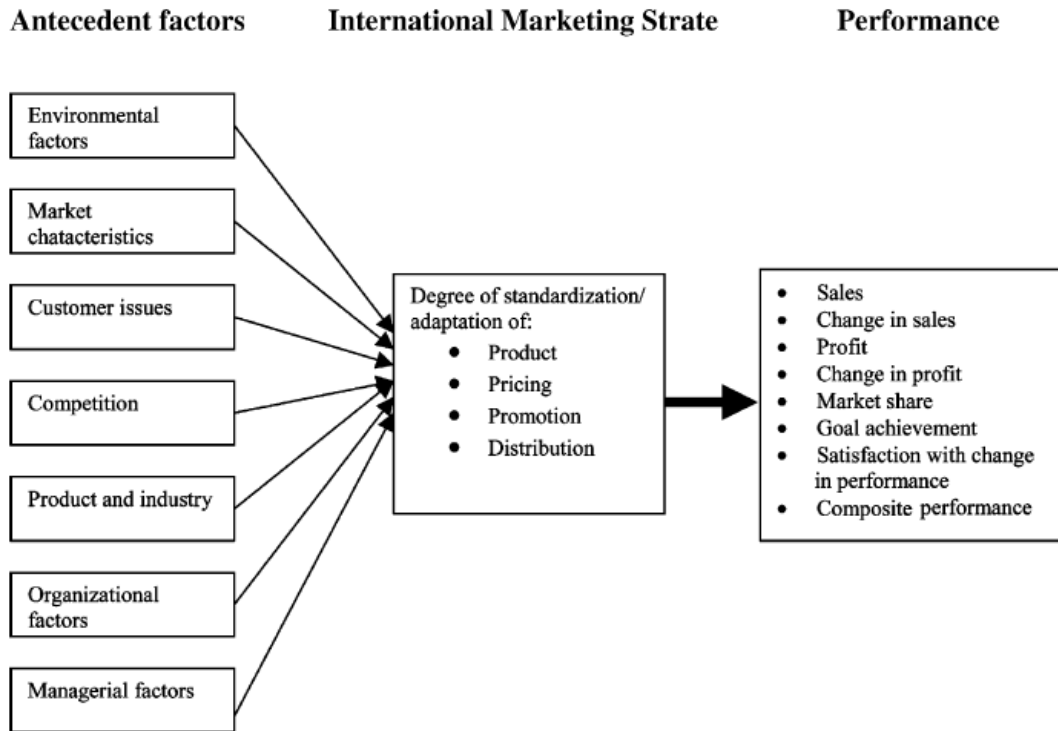 Antecedent factors
International Marketing Strate
Performance
Environmental
factors
Market
chatacteristics
Customer issues
Competition
Product and industry
Organizational
factors
Managerial factors
Degree of standardization/
adaptation of:
• Product
• Pricing
• Promotion
• Distribution
• Sales
• Change in sales
• Profit
• Change in profit
• Market share
• Goal achievement
• Satisfaction with change
in performance
• Composite performance